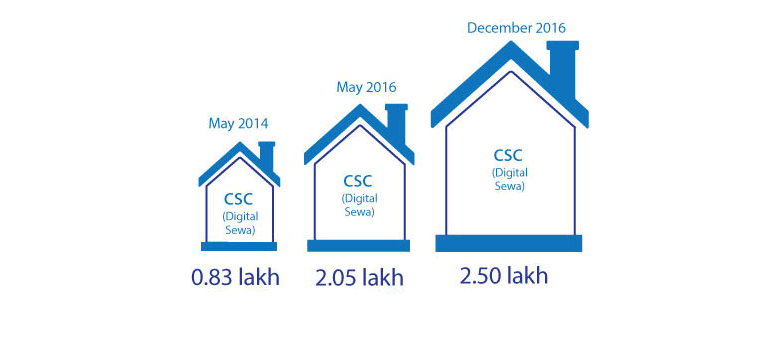 May 2014
CSC
(Digital
Sewa)
0.83 lakh
May 2016
CSC
(Digital
Sewa)
2.05 lakh
December 2016
CSC
(Digital
Sewa)
2.50 lakh